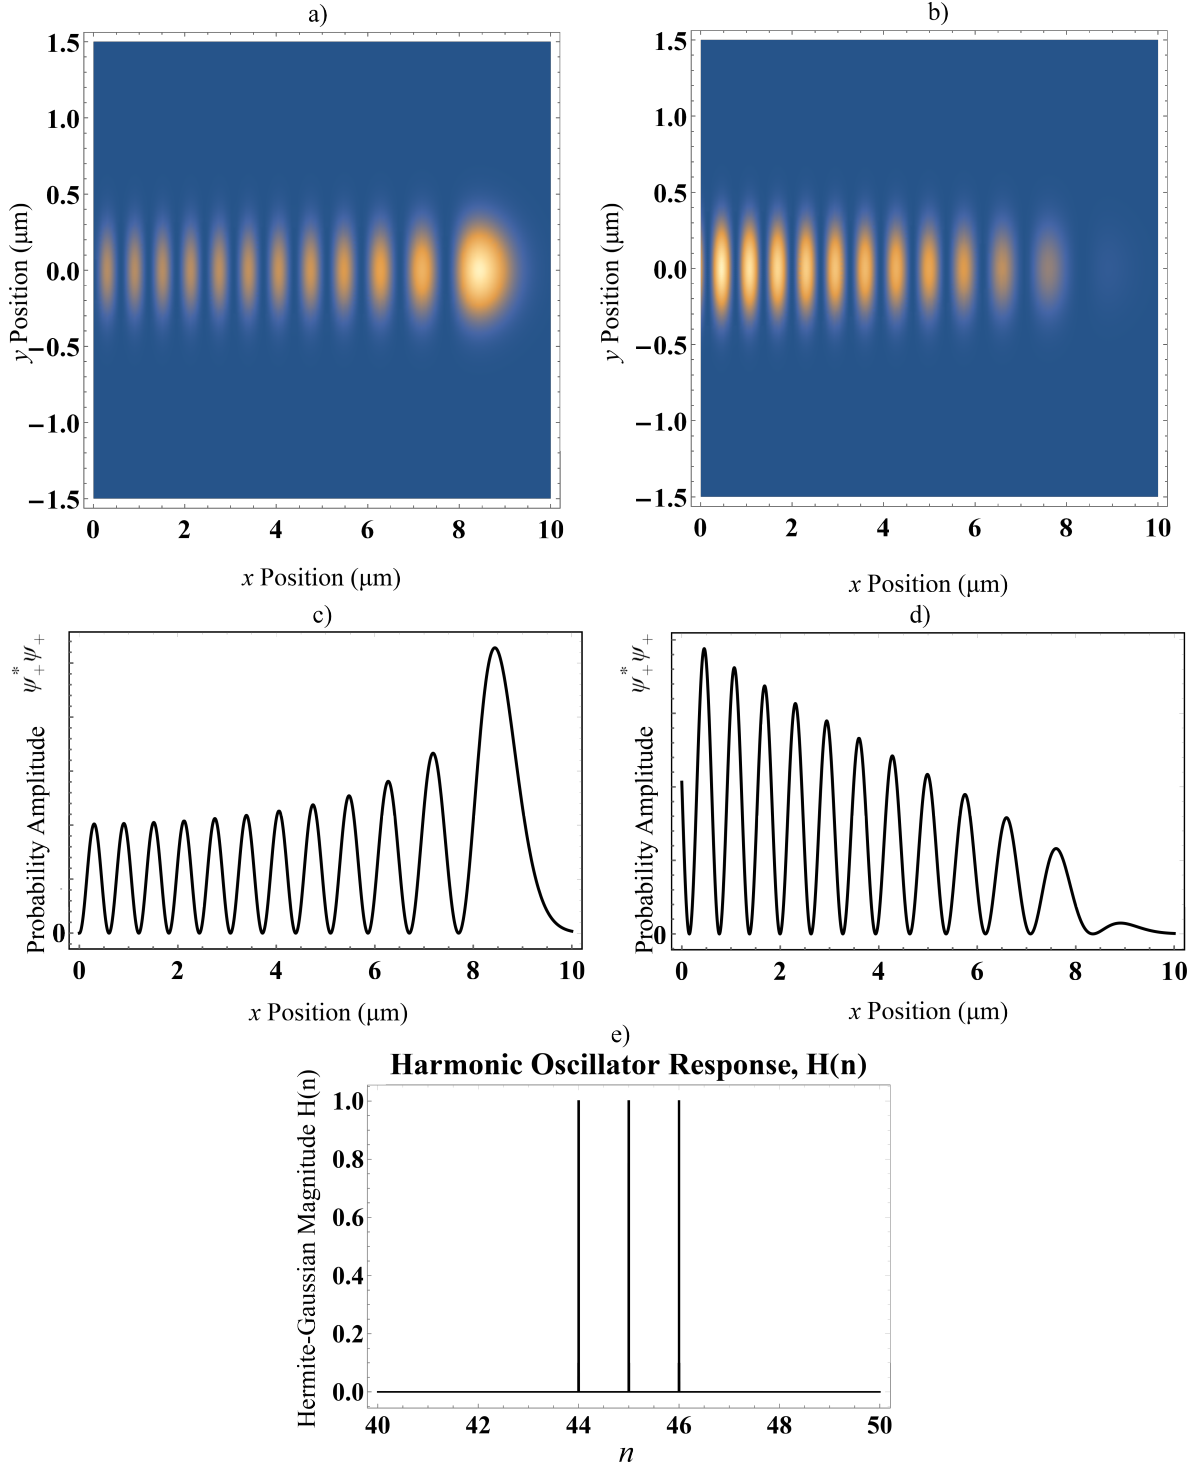 a)
1.5
1.0
0.5
0.0
−0.5
−1.0
−1.5
y Position (μm)
0 2 4 6 8 10
x Position (μm)
b)
1.5
1.0
0.5
0.0
−0.5
−1.0
−1.5
y Position (μm)
0 2 4 6 8 10
x Position (μm)
c)
Probability Amplitude ψ₊*ψ₊
0
0 2 4 6 8 10
x Position (μm)
d)
Probability Amplitude ψ₊*ψ₊
0
0 2 4 6 8 10
x Position (μm)
e)
Harmonic Oscillator Response, H(n)
Hermite-Gaussian Magnitude H(n)
1.0
0.8
0.6
0.4
0.2
0.0
40 42 44 46 48 50
n